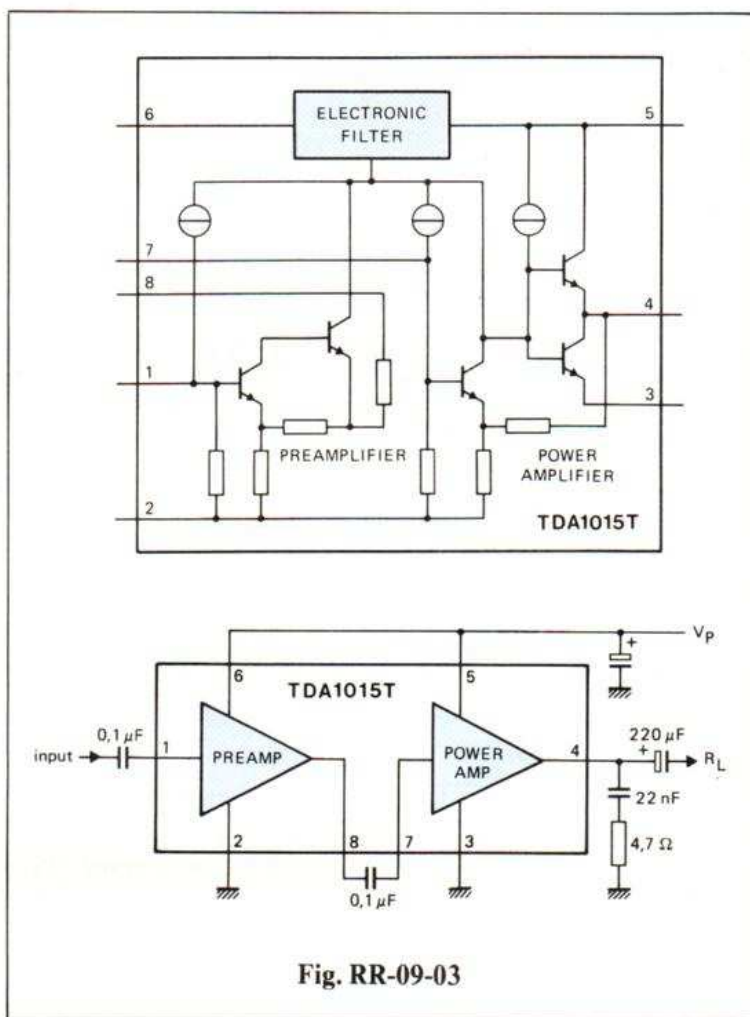 ELECTRONIC
FILTER
6
5
7
8
4
1
3
PREAMPLIFIER
POWER
AMPLIFIER
2
TDA1015T
VP
+
6
5
TDA1015T
0,1 µF
220 µF
input
1
PREAMP
POWER
AMP
4
+
RL
22 nF
2
8
7
3
4,7 Ω
0,1 µF
Fig. RR-09-03